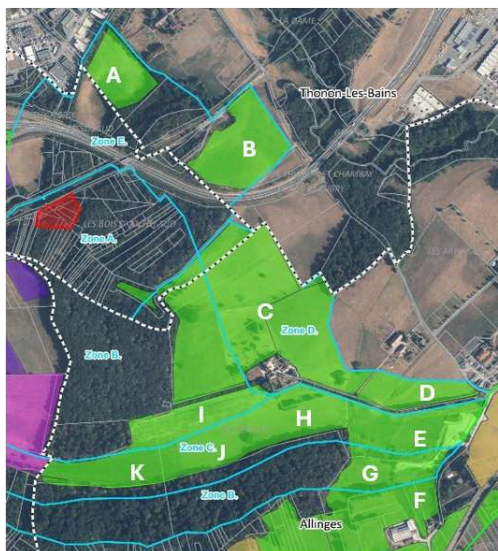 A
Thonon-Les-Bains
Zone E.
B
Zone A.
C
Zone D.
Zone B.
D
I
H
E
Zone C.
J
K
G
Zone B.
F
Allinges